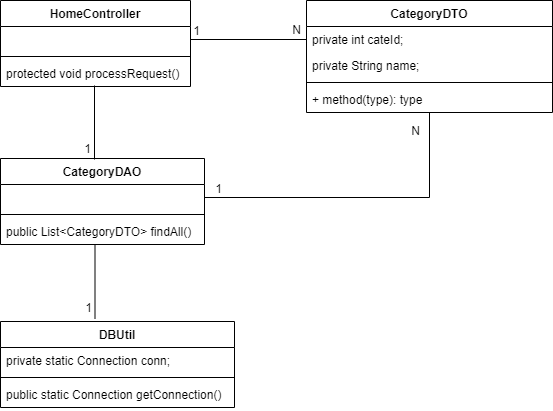 HomeController
protected void processRequest()
1
N
CategoryDTO
private int cateId;
private String name;
+ method(type): type
N
1
CategoryDAO
public List<CategoryDTO> findAll()
1
1
DBUtil
private static Connection conn;
public static Connection getConnection()